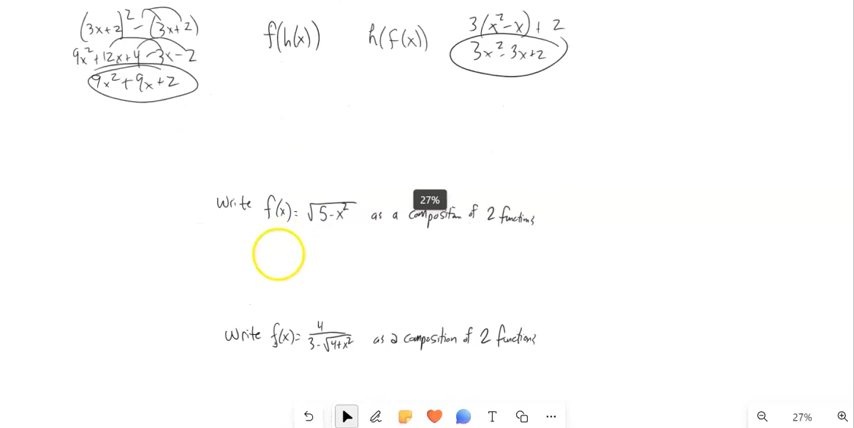 (3x+2)² - (3x+2)
9x²+12x+4-3x-2
9x²+9x+2
f(h(x))
h(f(x))
3(x²-x)+2
3x²-3x+2
Write f(x)= √5-x² as a composition of 2 functions
27%
Write f(x)= 4/(3-√4+x²) as a composition of 2 functions
T
27%